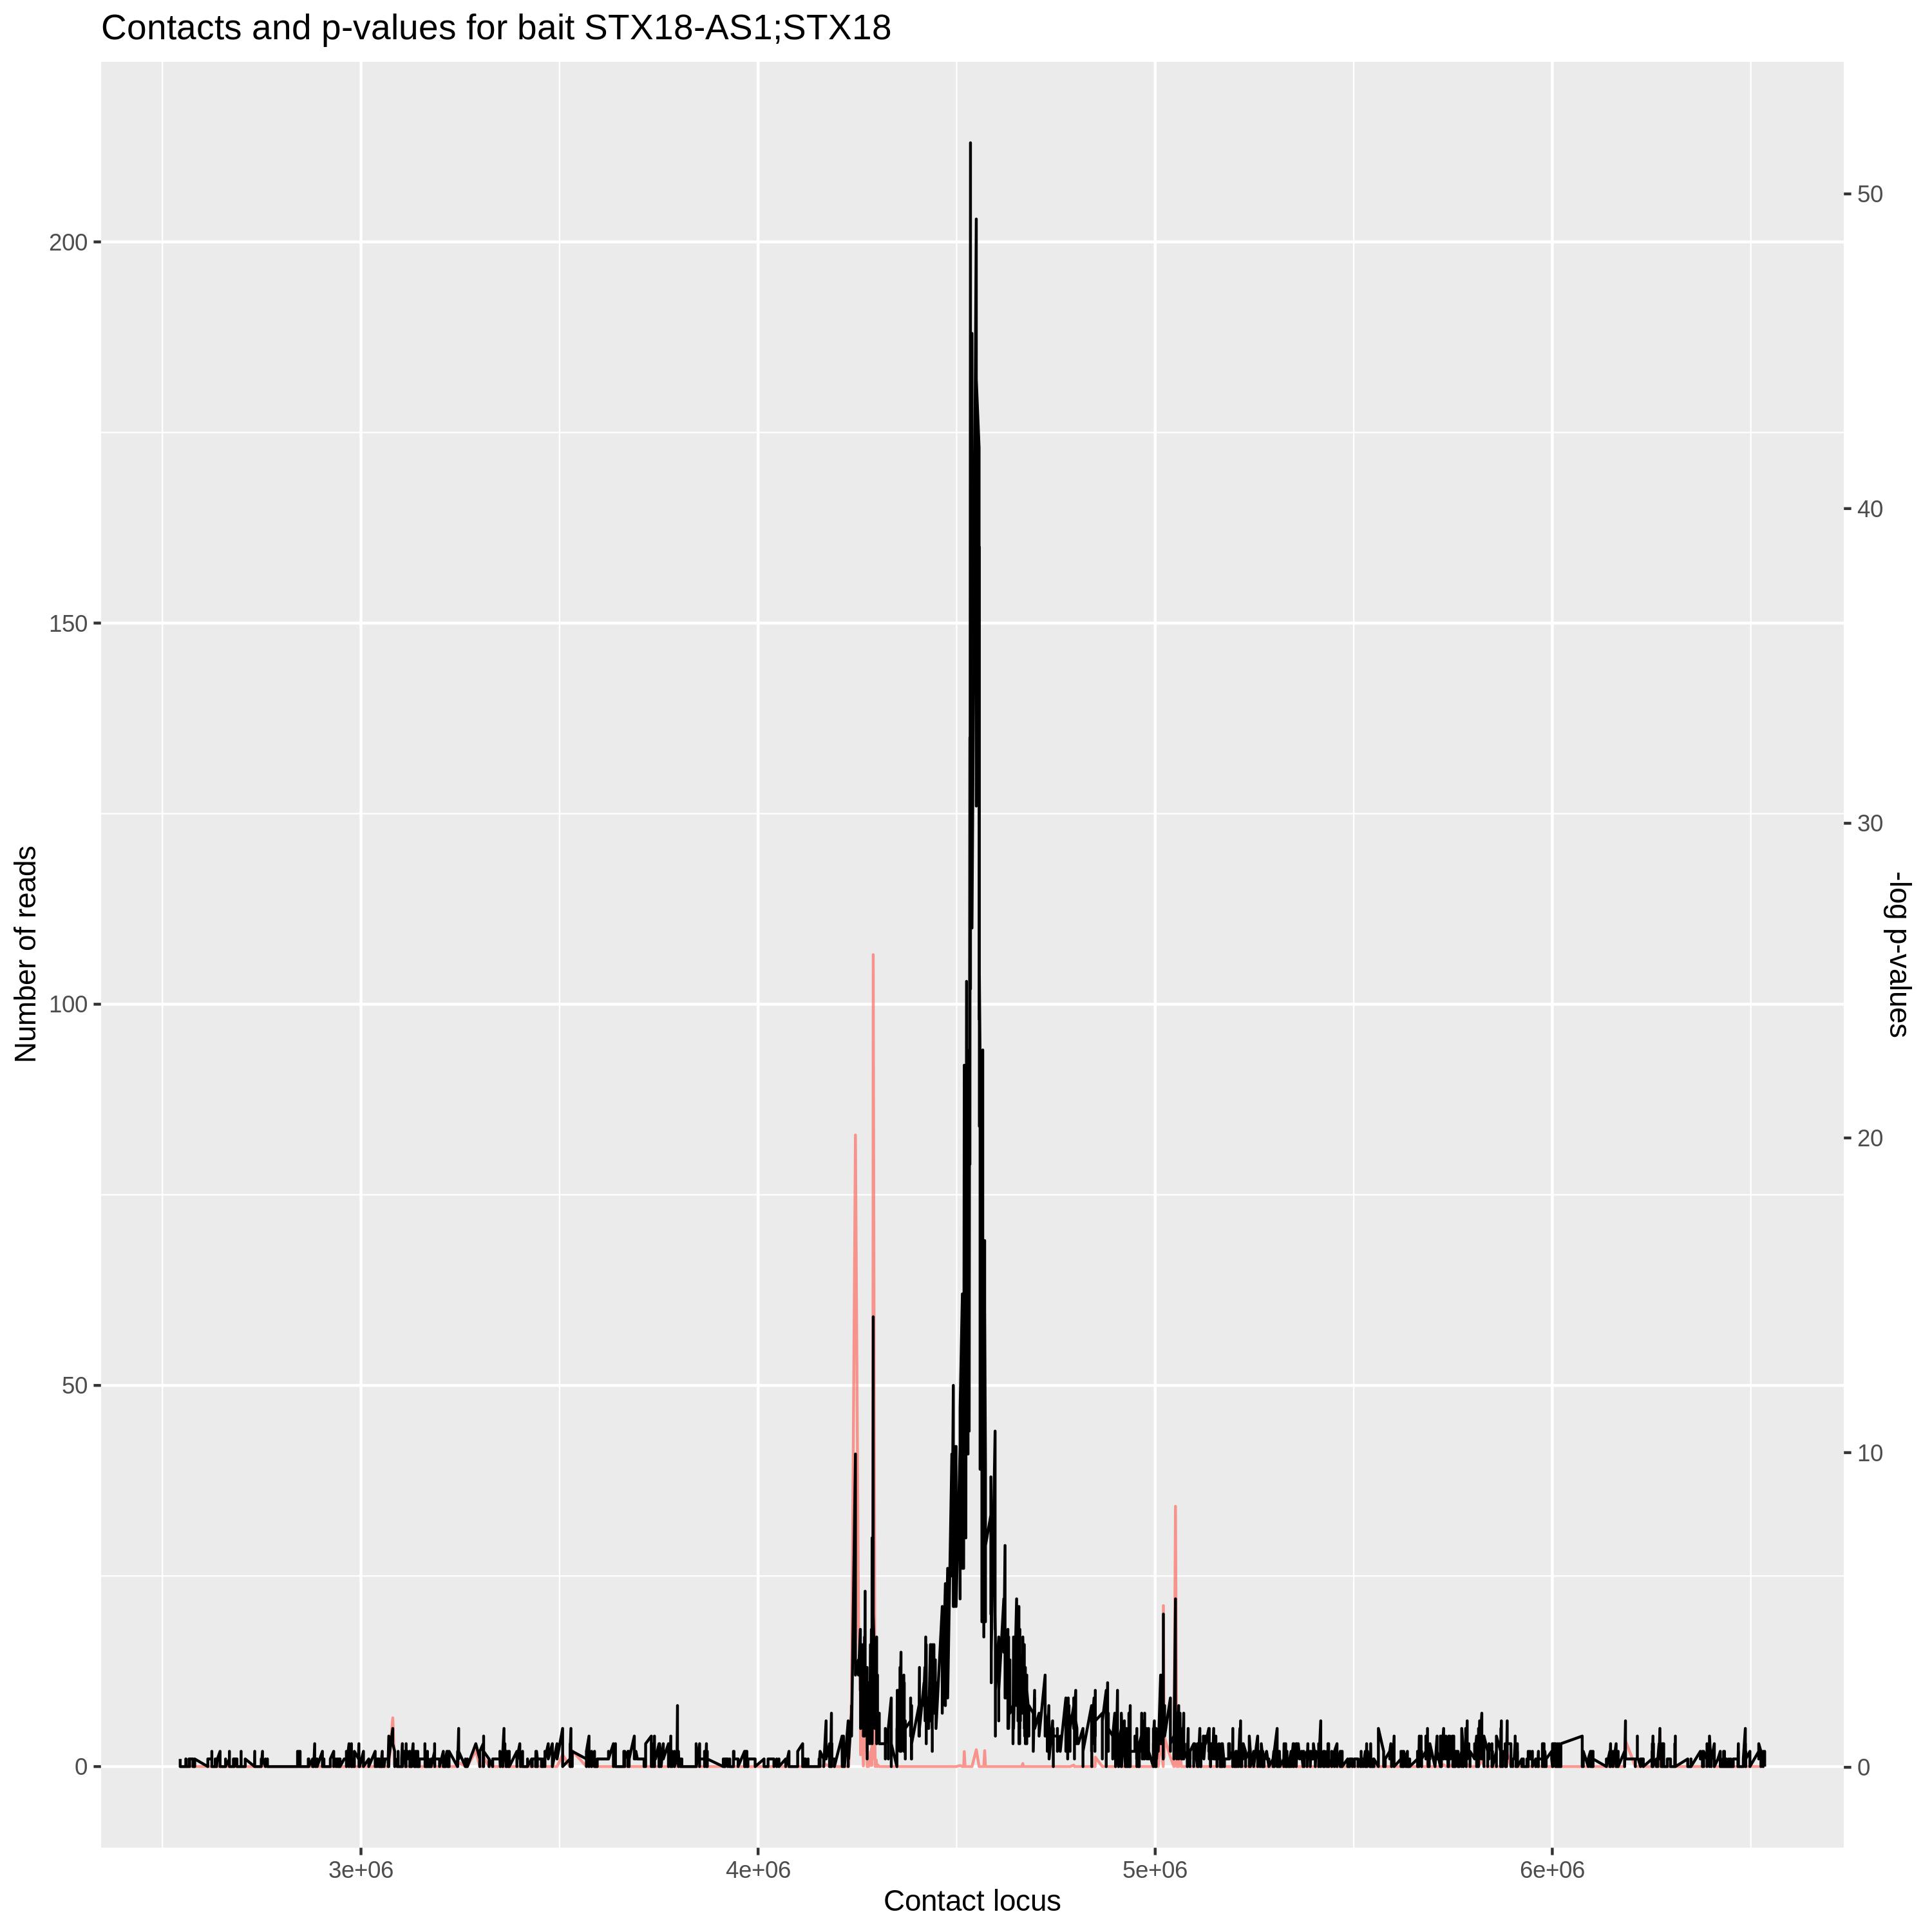 Contacts and p-values for bait STX18-AS1;STX18
Number of reads
200
150
100
50
0
50
40
30
20
10
0
-log p-values
3e+06
4e+06
5e+06
6e+06
Contact locus